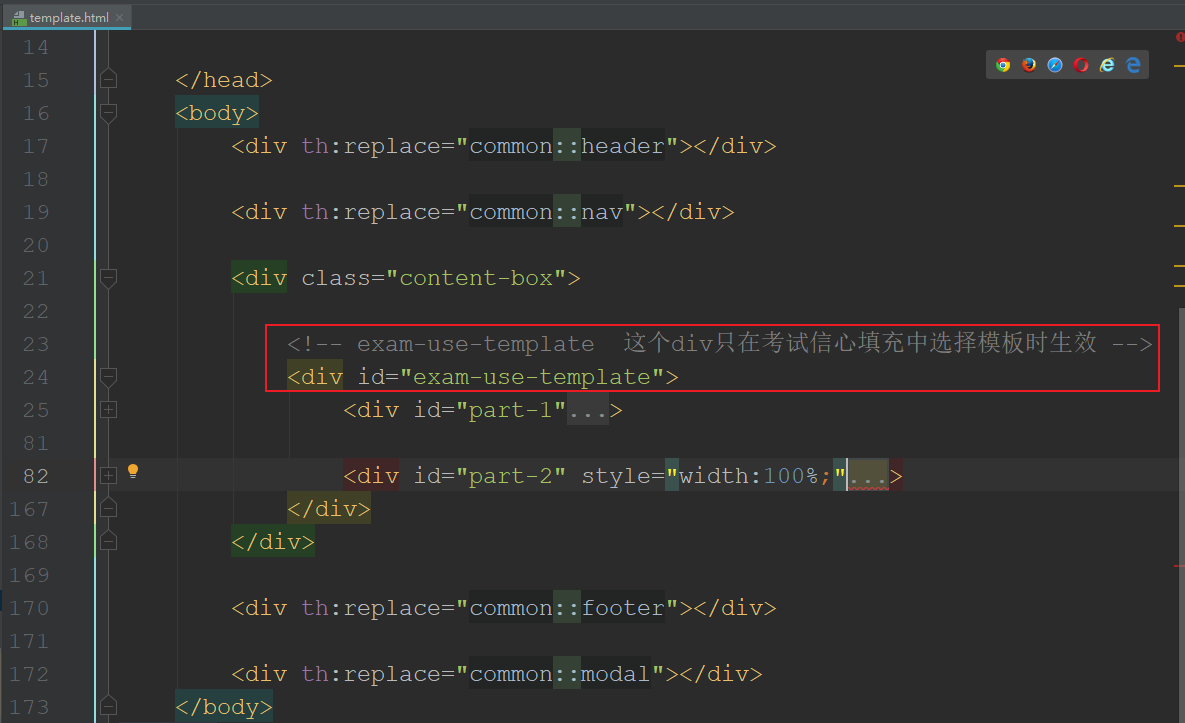 template.html
14
15 </head>
16 <body>
17 <div th:replace="common::header"></div>
18
19 <div th:replace="common::nav"></div>
20
21 <div class="content-box">
22
23 <!-- exam-use-template  这个div只在考试信心填充中选择模板时生效 -->
24 <div id="exam-use-template">
25 <div id="part-1"...>
81
82 <div id="part-2" style="width:100%;"...>
167 </div>
168 </div>
169
170 <div th:replace="common::footer"></div>
171
172 <div th:replace="common::modal"></div>
173 </body>